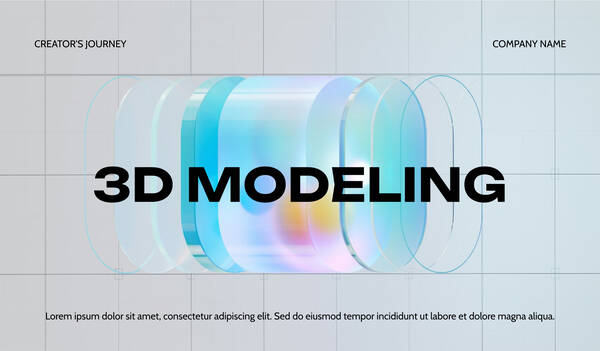 CREATOR'S JOURNEY
COMPANY NAME
3D MODELING
Lorem ipsum dolor sit amet, consectetur adipiscing elit. Sed do eiusmod tempor incididunt ut labore et dolore magna aliqua.